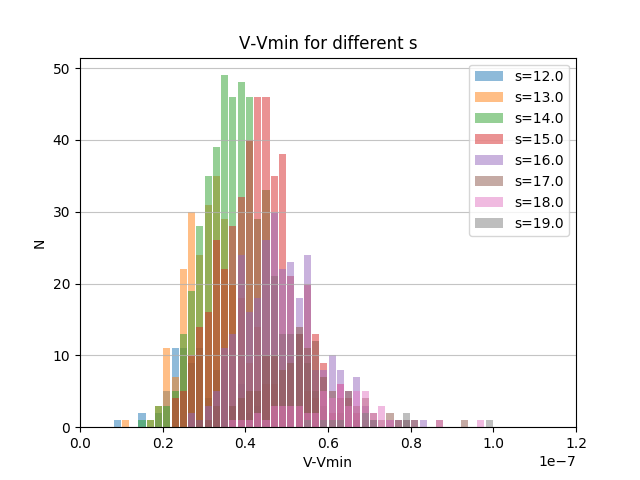 V-Vmin for different s
50
40
30
20
10
0
N
s=12.0
s=13.0
s=14.0
s=15.0
s=16.0
s=17.0
s=18.0
s=19.0
0.0 0.2 0.4 0.6 0.8 1.0 1.2
V-Vmin
1e−7